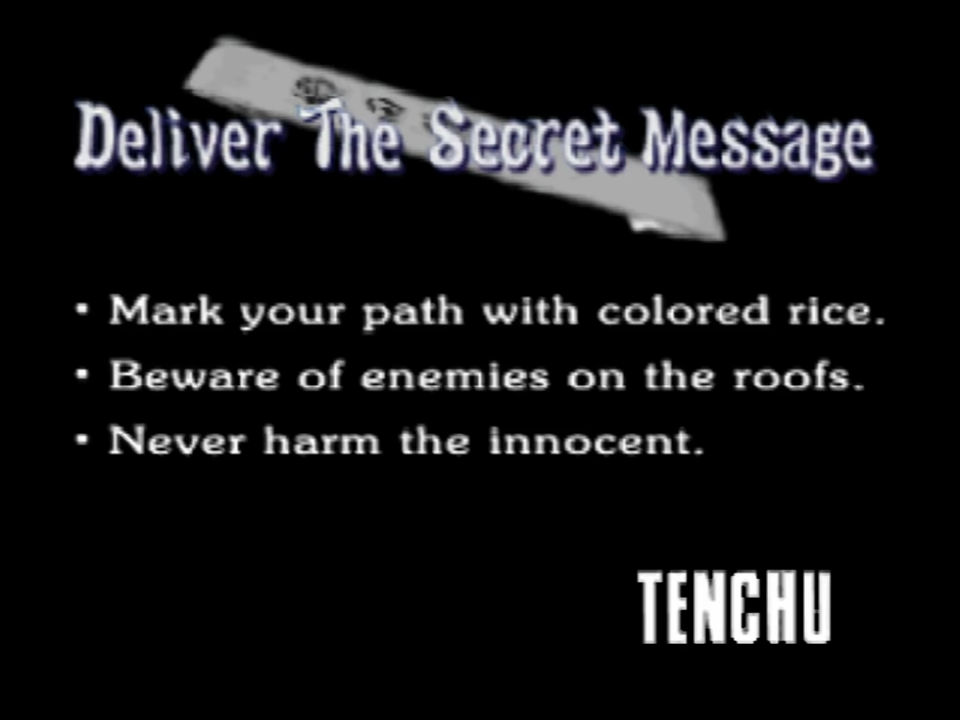 Deliver The Secret Message
• Mark your path with colored rice.
• Beware of enemies on the roofs.
• Never harm the innocent.
TENCHU